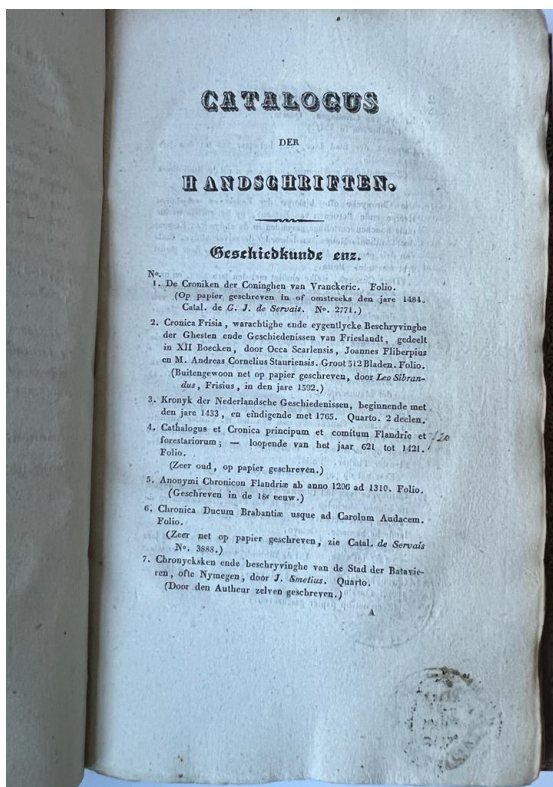 CATALOGUS
DER
HANDSCHRIFTEN.
Geschiedkunde enz.
No.
1. De Croniken der Coninghen van Vranckeric. Folio.
(Op papier geschreven in of omstreeks den jare 1484.
Catal. de G. J. de Servais. No. 2771.)
2. Cronica Frisia, warachtighe ende eygentlycke Beschryvinghe
der Ghesten ende Geschiedenissen van Frieslandt, gedeelt
in XII Boecken, door Occa Scarlensis, Joannes Fliberpius
en M. Andreas Cornelius Stauriensis. Groot 512 Bladen. Folio.
(Buitengewoon net op papier geschreven, door Leo Sibran-
dus, Frisius, in den jare 1592.)
3. Kronyk der Nederlandsche Geschiedenissen, beginnende met
den jare 1433, en eindigende met 1765. Quarto. 2 deelen.
4. Cathalogus et Cronica principum et comitum Flandrie et
forestariorum; — loopende van het jaar 621 tot 1421.
Folio.
(Zeer oud, op papier geschreven.)
5. Anonymi Chronicon Flandriæ ab anno 1206 ad 1310. Folio.
(Geschreven in de 18e eeuw.)
6. Chronica Ducum Brabantiæ usque ad Carolum Audacem.
Folio.
(Zeer net op papier geschreven, zie Catal. de Servais
No. 3888.)
7. Chronycksken ende beschryvinghe van de Stad der Batavie-
ren, ofte Nymegen, door J. Smetius. Quarto.
(Door den Autheur zelven geschreven.)
A